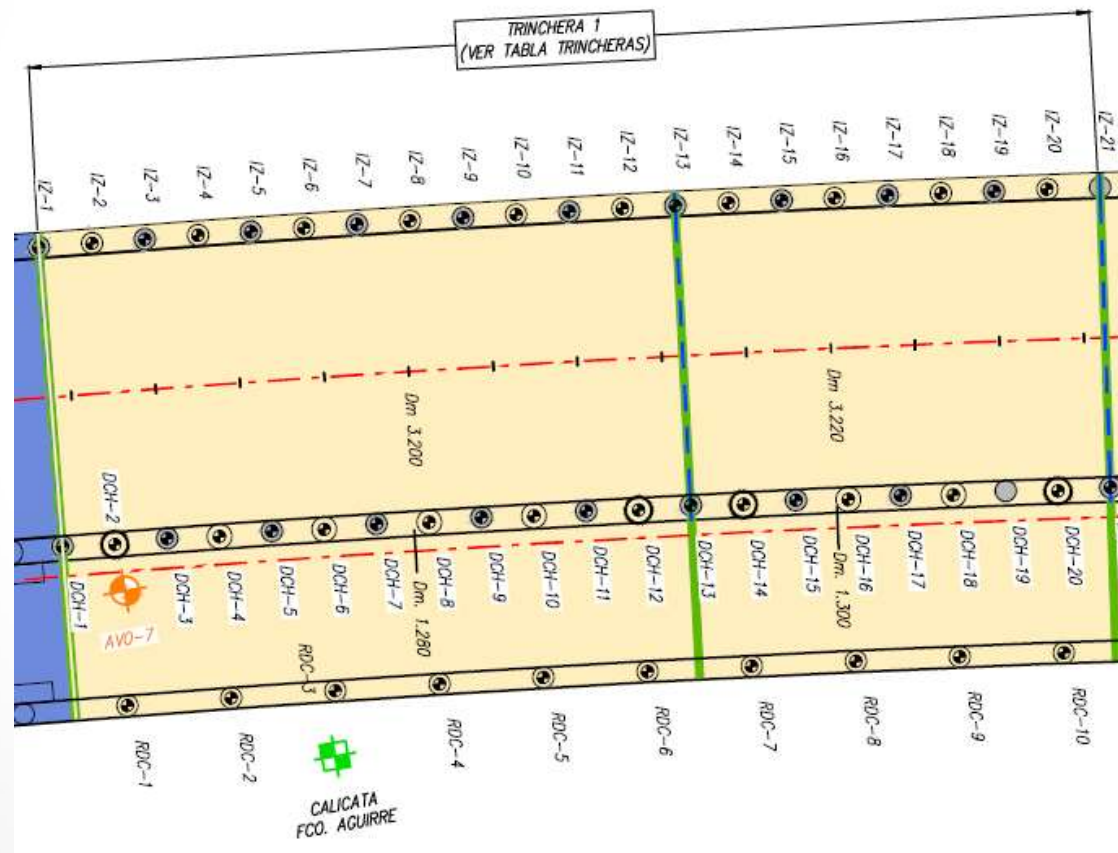 TRINCHERA 1
(VER TABLA TRINCHERAS)
IZ-1
IZ-2
IZ-3
IZ-4
IZ-5
IZ-6
IZ-7
IZ-8
IZ-9
IZ-10
IZ-11
IZ-12
IZ-13
IZ-14
IZ-15
IZ-16
IZ-17
IZ-18
IZ-19
IZ-20
IZ-21
Dm 3.200
Dm 3.220
DCH-1
DCH-2
DCH-3
DCH-4
DCH-5
DCH-6
DCH-7
DCH-8
DCH-9
DCH-10
DCH-11
DCH-12
DCH-13
DCH-14
DCH-15
DCH-16
DCH-17
DCH-18
DCH-19
DCH-20
Dm. 1.280
Dm. 1.300
AVO-7
RDC-1
RDC-2
RDC-3
RDC-4
RDC-5
RDC-6
RDC-7
RDC-8
RDC-9
RDC-10
CALICATA
FCO. AGUIRRE